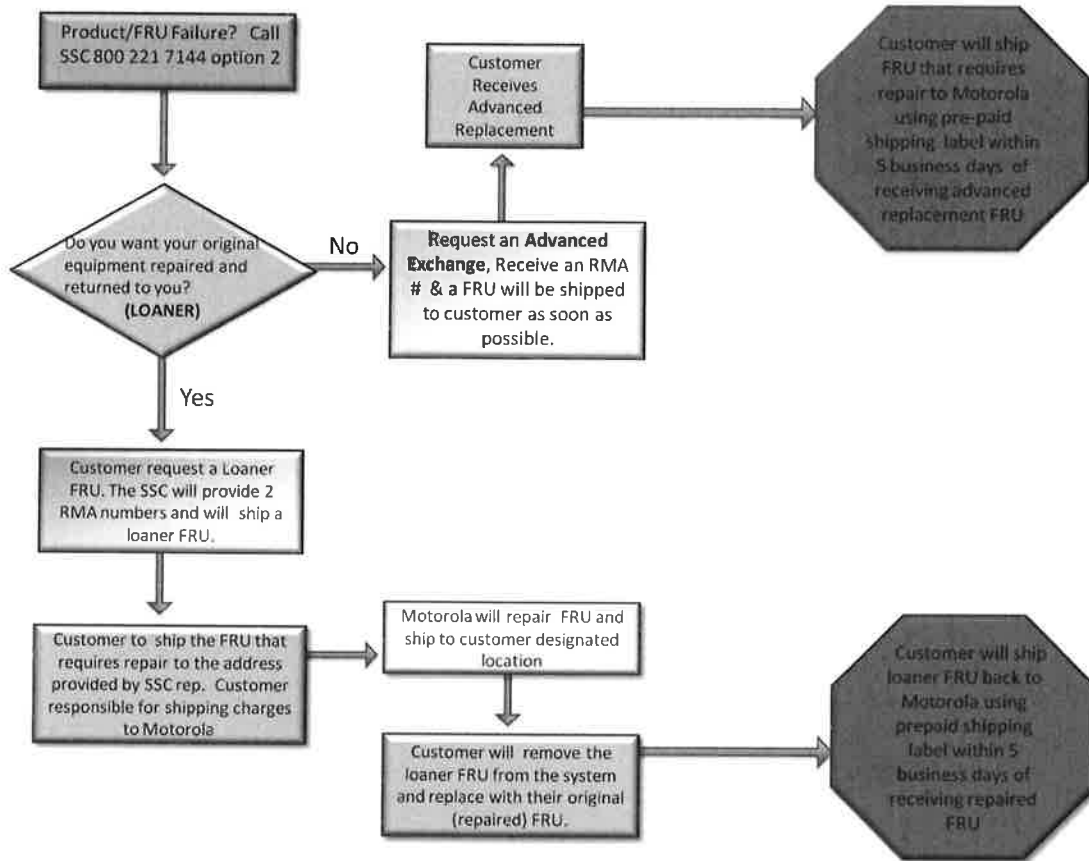 Product/FRU Failure? Call
SSC 800 221 7144 option 2
Do you want your original
equipment repaired and
returned to you?
(LOANER)
No
Request an Advanced
Exchange, Receive an RMA
# & a FRU will be shipped
to customer as soon as
possible.
Customer
Receives
Advanced
Replacement
Customer will ship
FRU that requires
repair to Motorola
using pre-paid
shipping label within
5 business days of
receiving advanced
replacement FRU
Yes
Customer request a Loaner
FRU. The SSC will provide 2
RMA numbers and will ship a
loaner FRU.
Customer to ship the FRU that
requires repair to the address
provided by SSC rep. Customer
responsible for shipping charges
to Motorola
Motorola will repair FRU and
ship to customer designated
location
Customer will remove the
loaner FRU from the system
and replace with their original
(repaired) FRU.
Customer will ship
loaner FRU back to
Motorola using
prepaid shipping
label within 5
business days of
receiving repaired
FRU